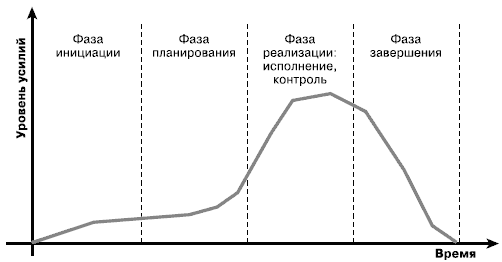 Уровень усилий
Фаза
инициации
Фаза
планирования
Фаза
реализации:
исполнение,
контроль
Фаза
завершения
Время